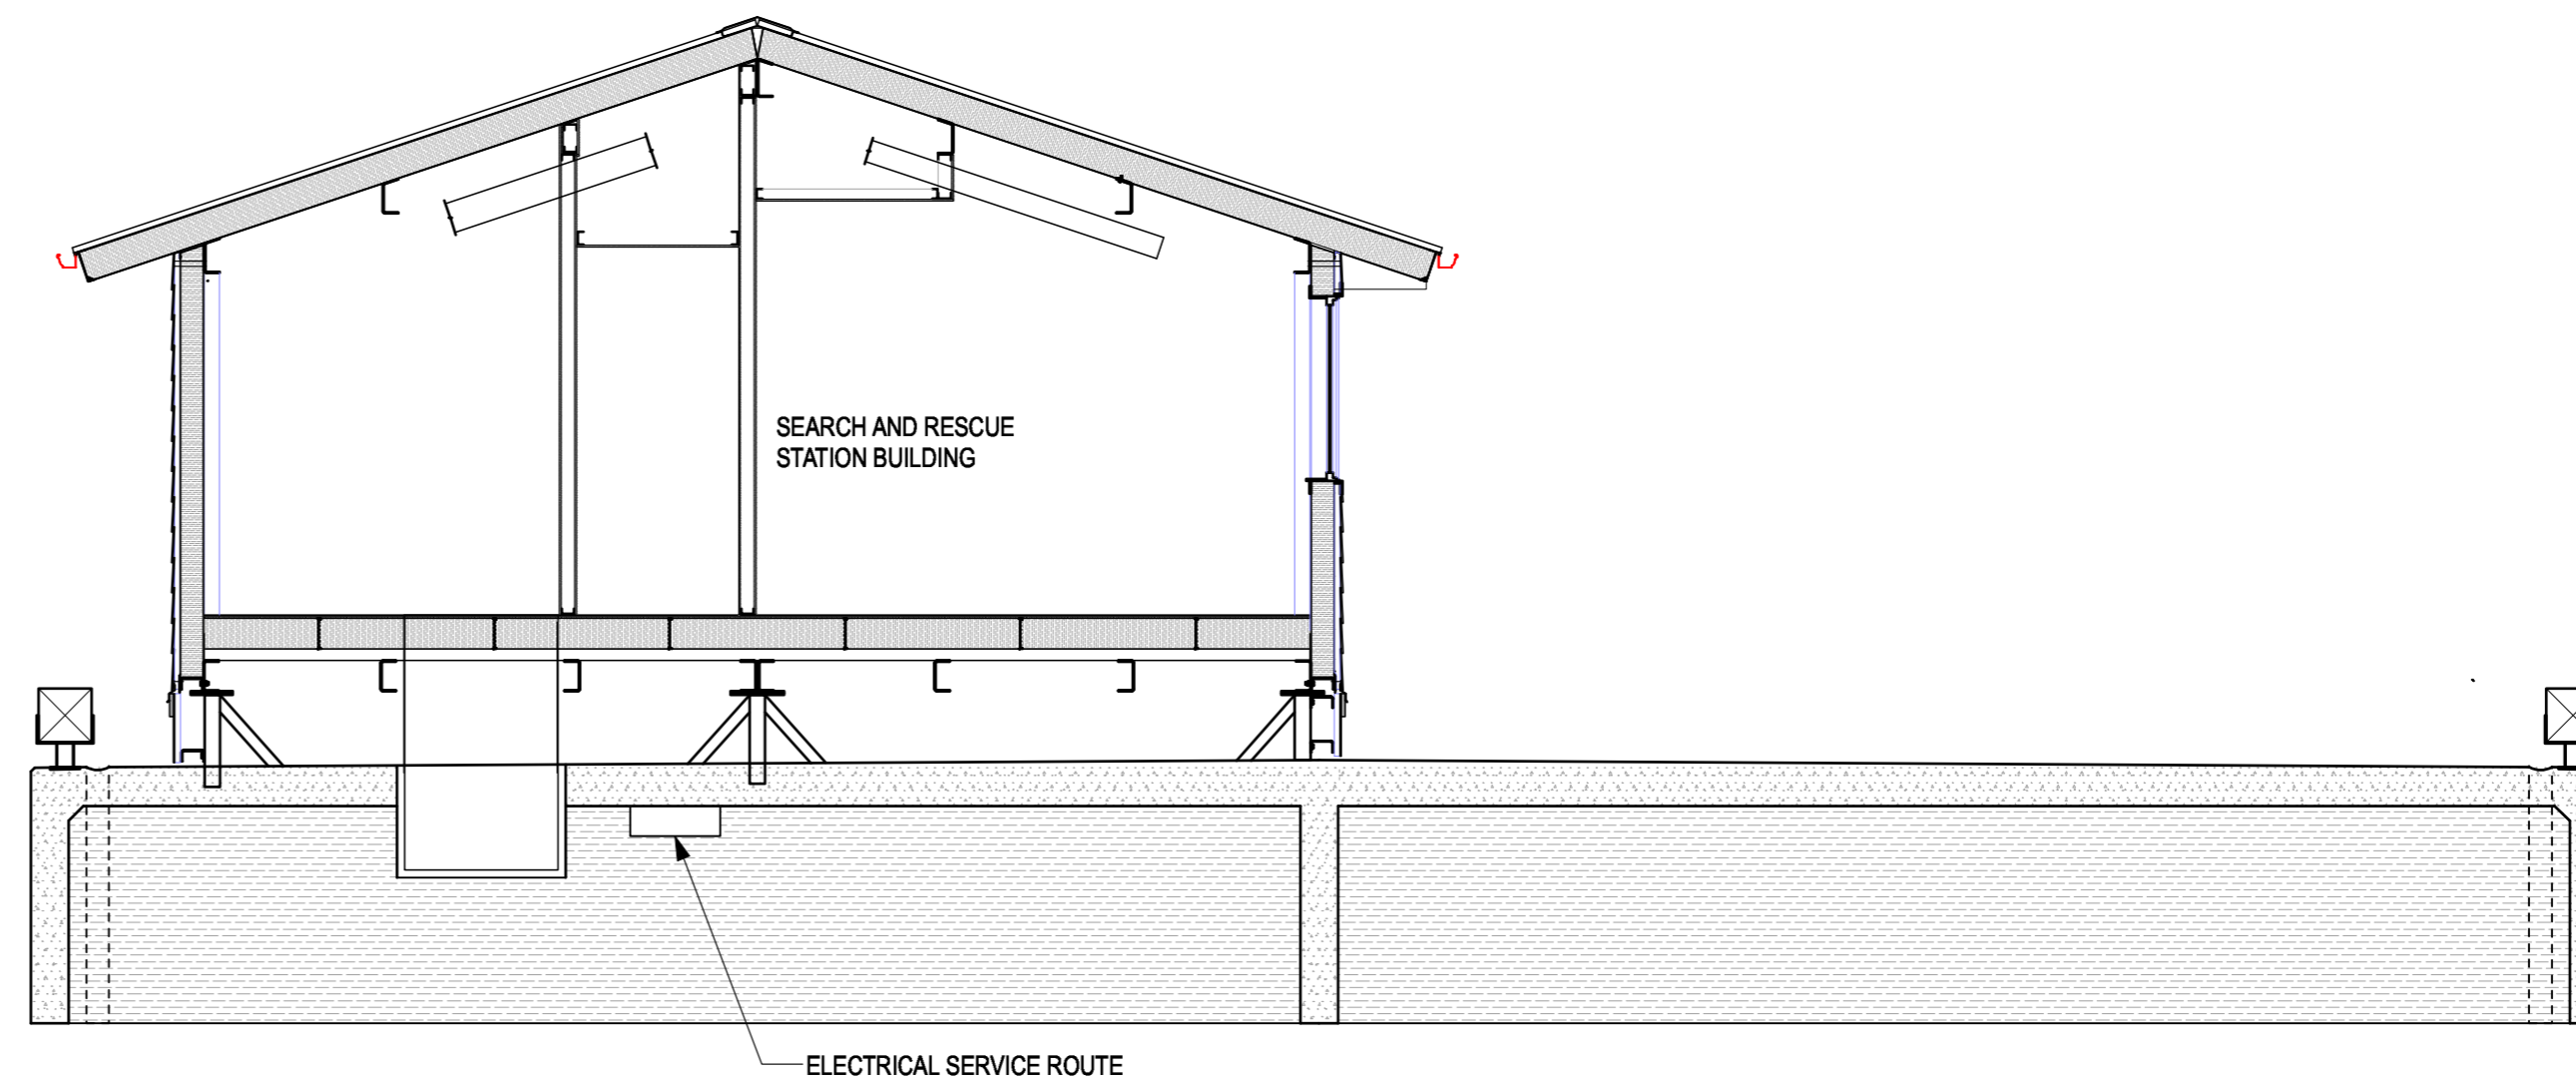 SEARCH AND RESCUE
STATION BUILDING
ELECTRICAL SERVICE ROUTE